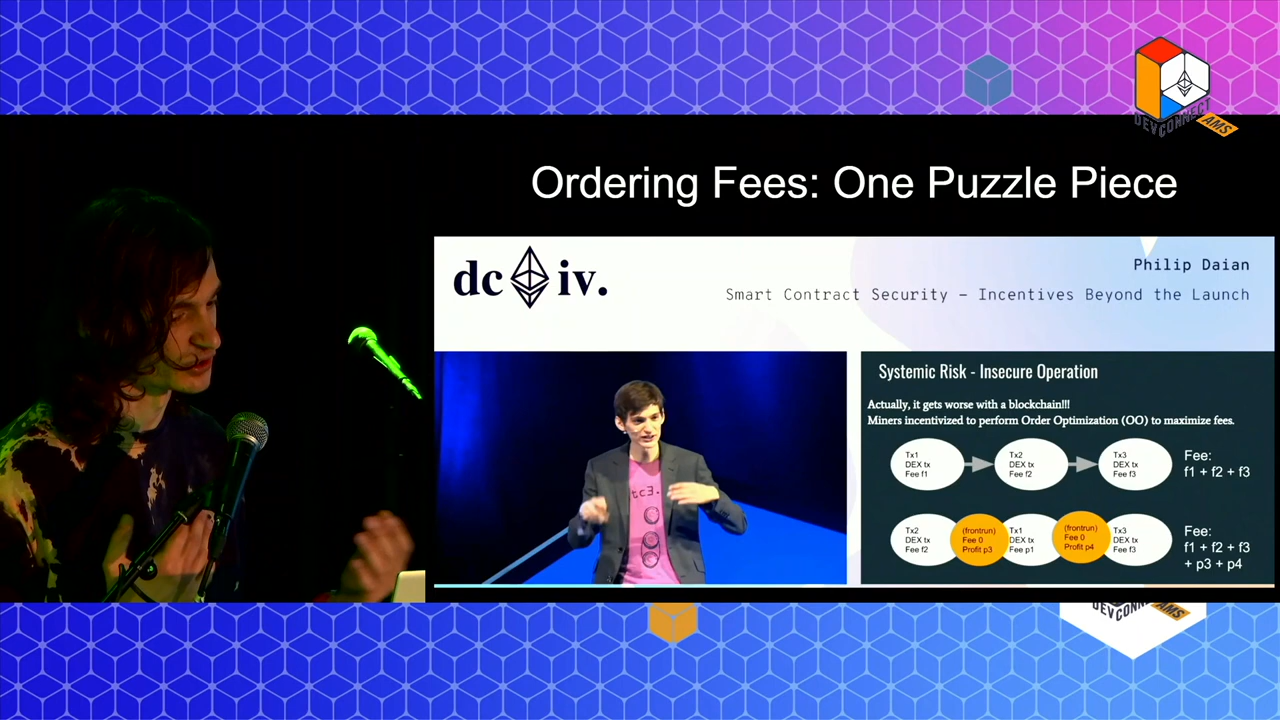 DEVCONNECT
AMS
Ordering Fees: One Puzzle Piece
dc iv.
Philip Daian
Smart Contract Security – Incentives Beyond the Launch
tc3.
Systemic Risk - Insecure Operation
Actually, it gets worse with a blockchain!!!
Miners incentivized to perform Order Optimization (OO) to maximize fees.
Tx1
DEX tx
Fee f1
Tx2
DEX tx
Fee f2
Tx3
DEX tx
Fee f3
Fee:
f1 + f2 + f3
Tx2
DEX tx
Fee f2
(frontrun)
Fee 0
Profit p3
Tx1
DEX tx
Fee p1
(frontrun)
Fee 0
Profit p4
Tx3
DEX tx
Fee f3
Fee:
f1 + f2 + f3
+ p3 + p4
AMS